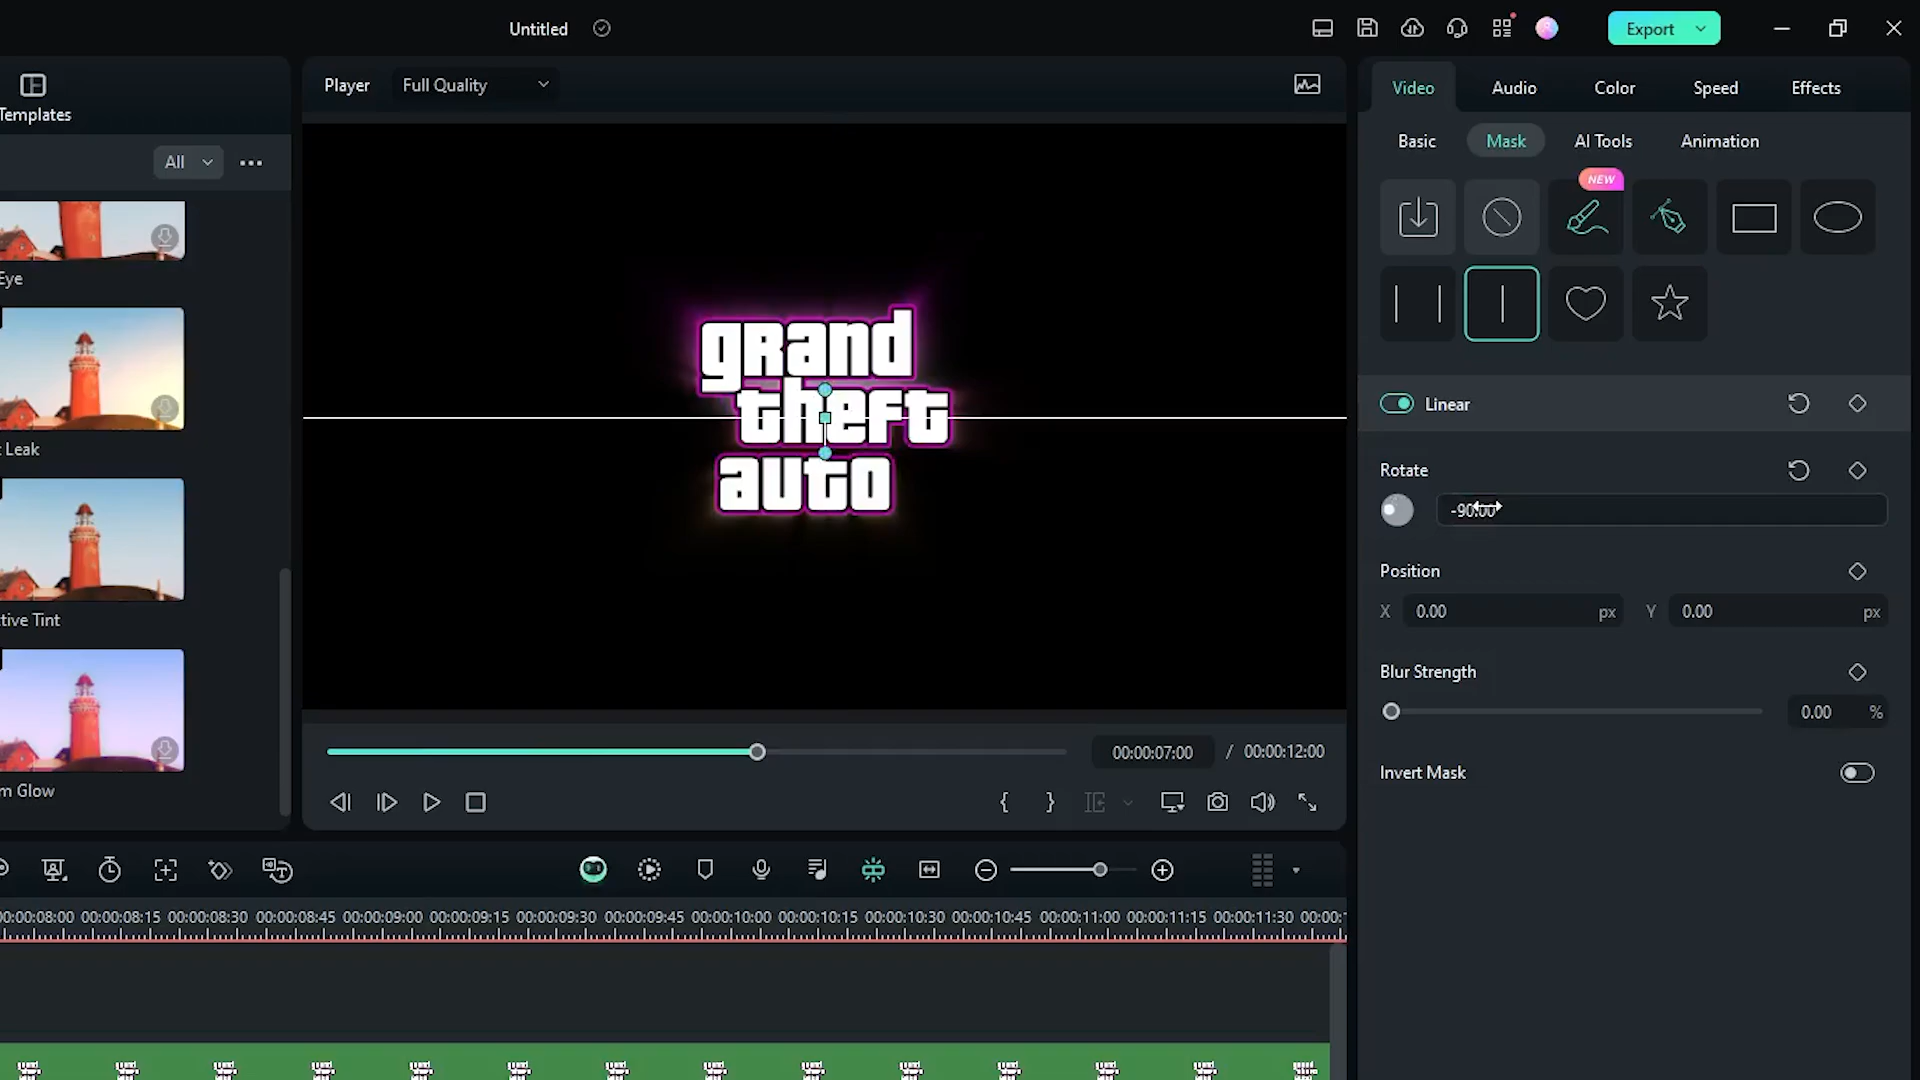 Untitled
Export
Templates
Player
Full Quality
Video
Audio
Color
Speed
Effects
Basic
Mask
AI Tools
Animation
All
NEW
Eye
Leak
tive Tint
m Glow
grand
theft
auto
Linear
Rotate
-90.00
Position
X
0.00
px
Y
0.00
px
Blur Strength
0.00
%
Invert Mask
00:00:07:00
/
00:00:12:00
00:00:08:00 00:00:08:15 00:00:08:30 00:00:08:45 00:00:09:00 00:00:09:15 00:00:09:30 00:00:09:45 00:00:10:00 00:00:10:15 00:00:10:30 00:00:10:45 00:00:11:00 00:00:11:15 00:00:11:30 00:00:1